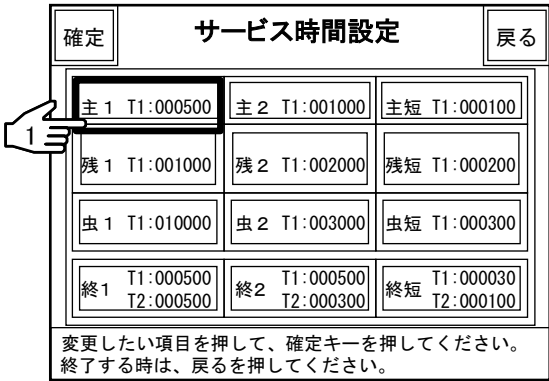 確定 サービス時間設定 戻る
主1 T1:000500 主2 T1:001000 主短 T1:000100
1
残1 T1:001000 残2 T1:002000 残短 T1:000200
虫1 T1:010000 虫2 T1:003000 虫短 T1:000300
終1 T1:000500 T2:000500 終2 T1:000500 T2:000300 終短 T1:000030 T2:000100
変更したい項目を押して、確定キーを押してください。
終了する時は、戻るを押してください。